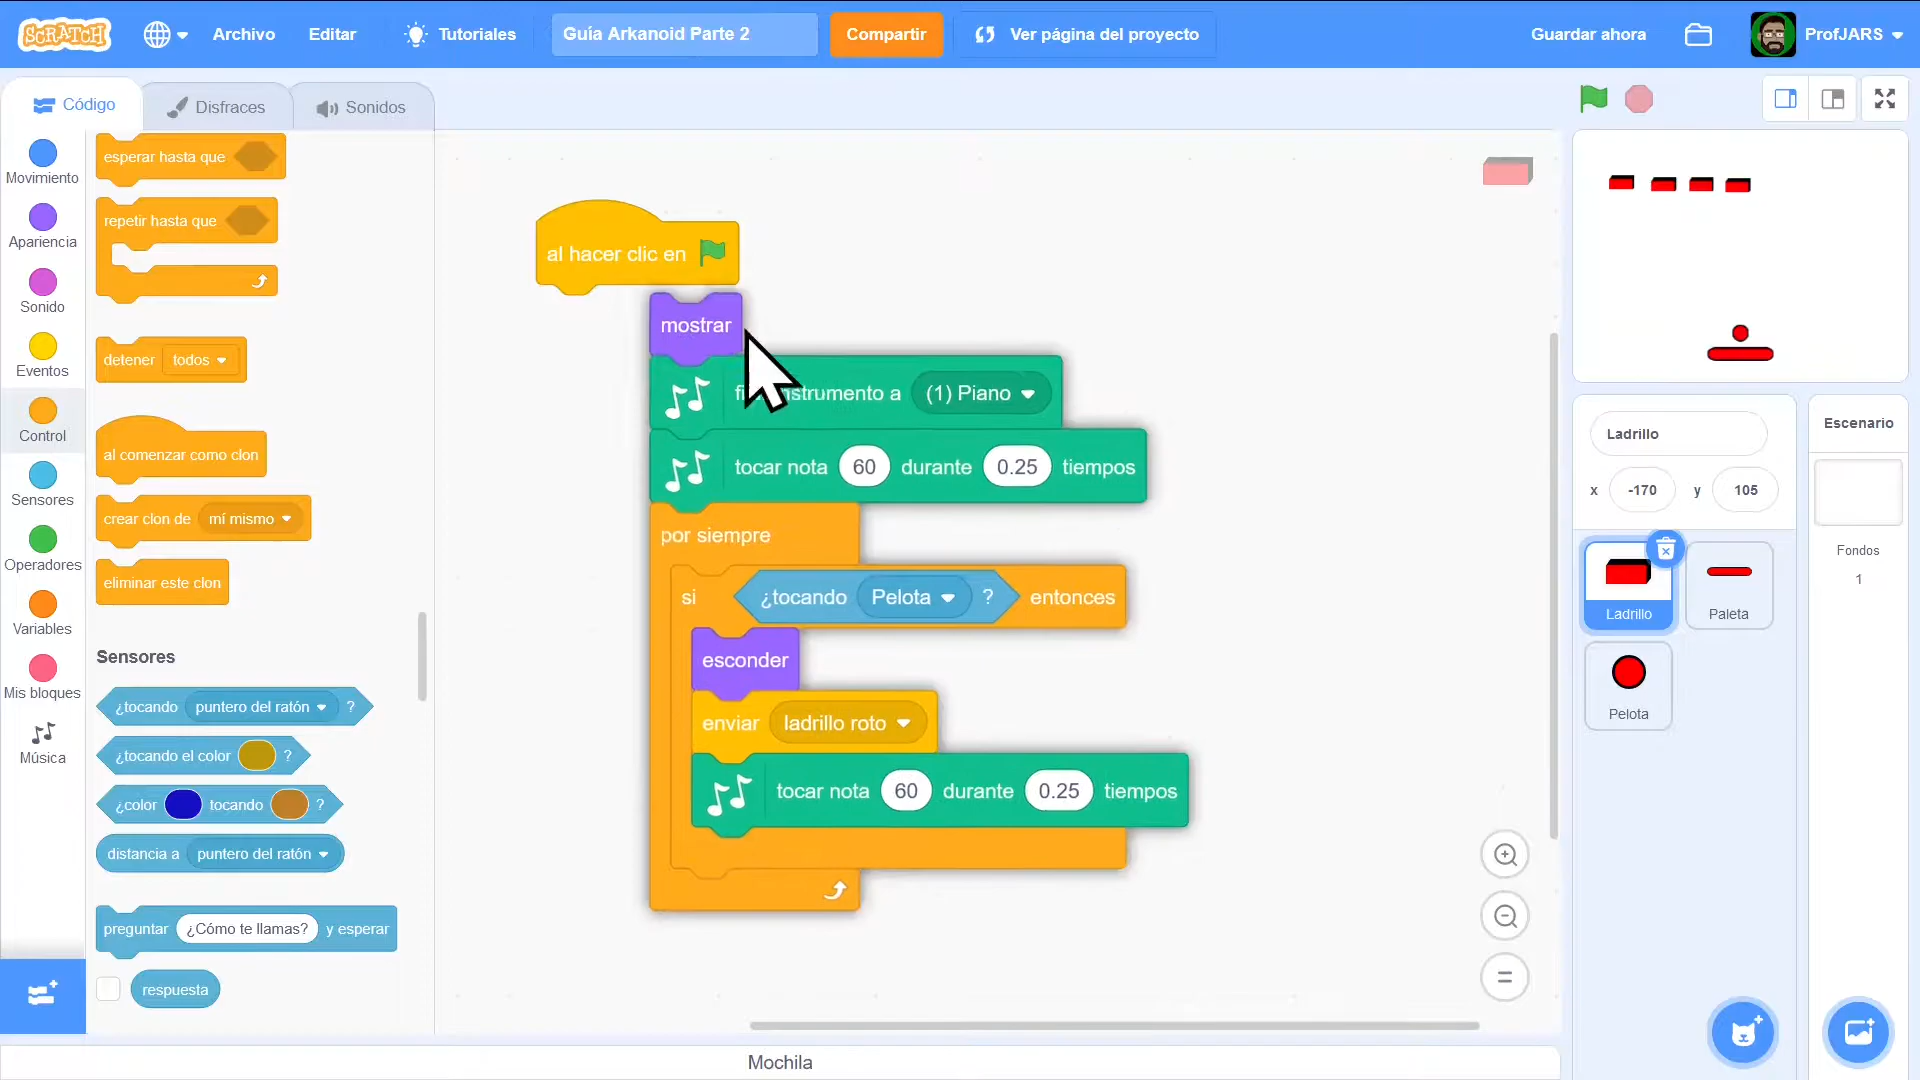 SCRATCH
Archivo
Editar
Tutoriales
Guía Arkanoid Parte 2
Compartir
Ver página del proyecto
Guardar ahora
ProfJARS
Código
Disfraces
Sonidos
Movimiento
Apariencia
Sonido
Eventos
Control
Sensores
Operadores
Variables
Mis bloques
Música
esperar hasta que
repetir hasta que
detener todos
al comenzar como clon
crear clon de mí mismo
eliminar este clon
Sensores
¿tocando puntero del ratón ?
¿tocando el color ?
¿color tocando ?
distancia a puntero del ratón
preguntar ¿Cómo te llamas? y esperar
respuesta
al hacer clic en
mostrar
instrumento a (1) Piano
tocar nota 60 durante 0.25 tiempos
por siempre
si ¿tocando Pelota ? entonces
esconder
enviar ladrillo roto
tocar nota 60 durante 0.25 tiempos
Mochila
Ladrillo
x -170 y 105
Ladrillo
Paleta
Pelota
Escenario
Fondos
1